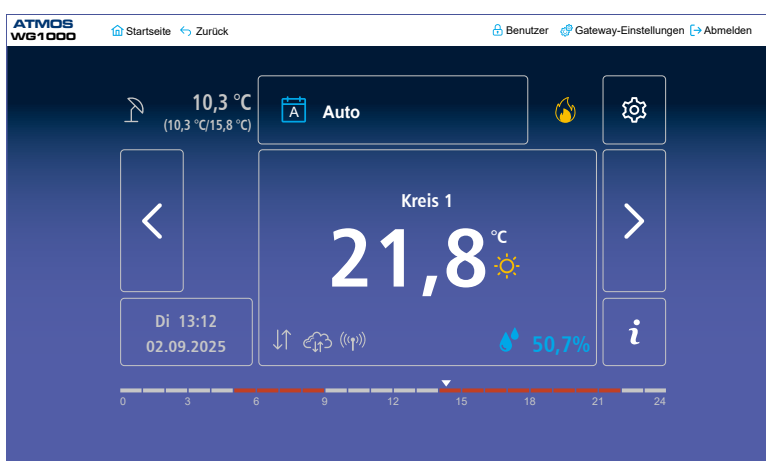 ATMOS
WG1000
Startseite Zurück Benutzer Gateway-Einstellungen Abmelden
10,3 °C
(10,3 °C/15,8 °C)
A Auto
Kreis 1
21,8 °C
Di 13:12
02.09.2025
50,7%
i
0 3 6 9 12 15 18 21 24